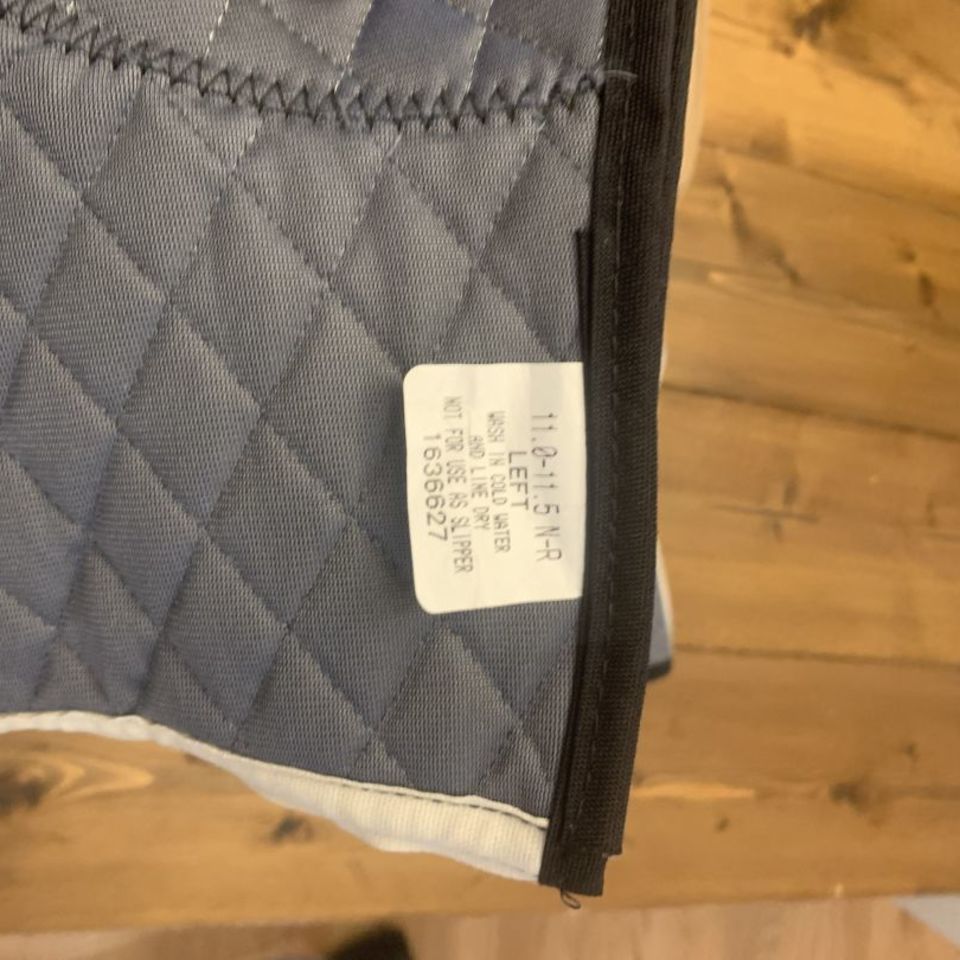 11.0-11.5 N-R
LEFT
WASH IN COLD WATER
AND LINE DRY
NOT FOR USE AS SLIPPER
1636627